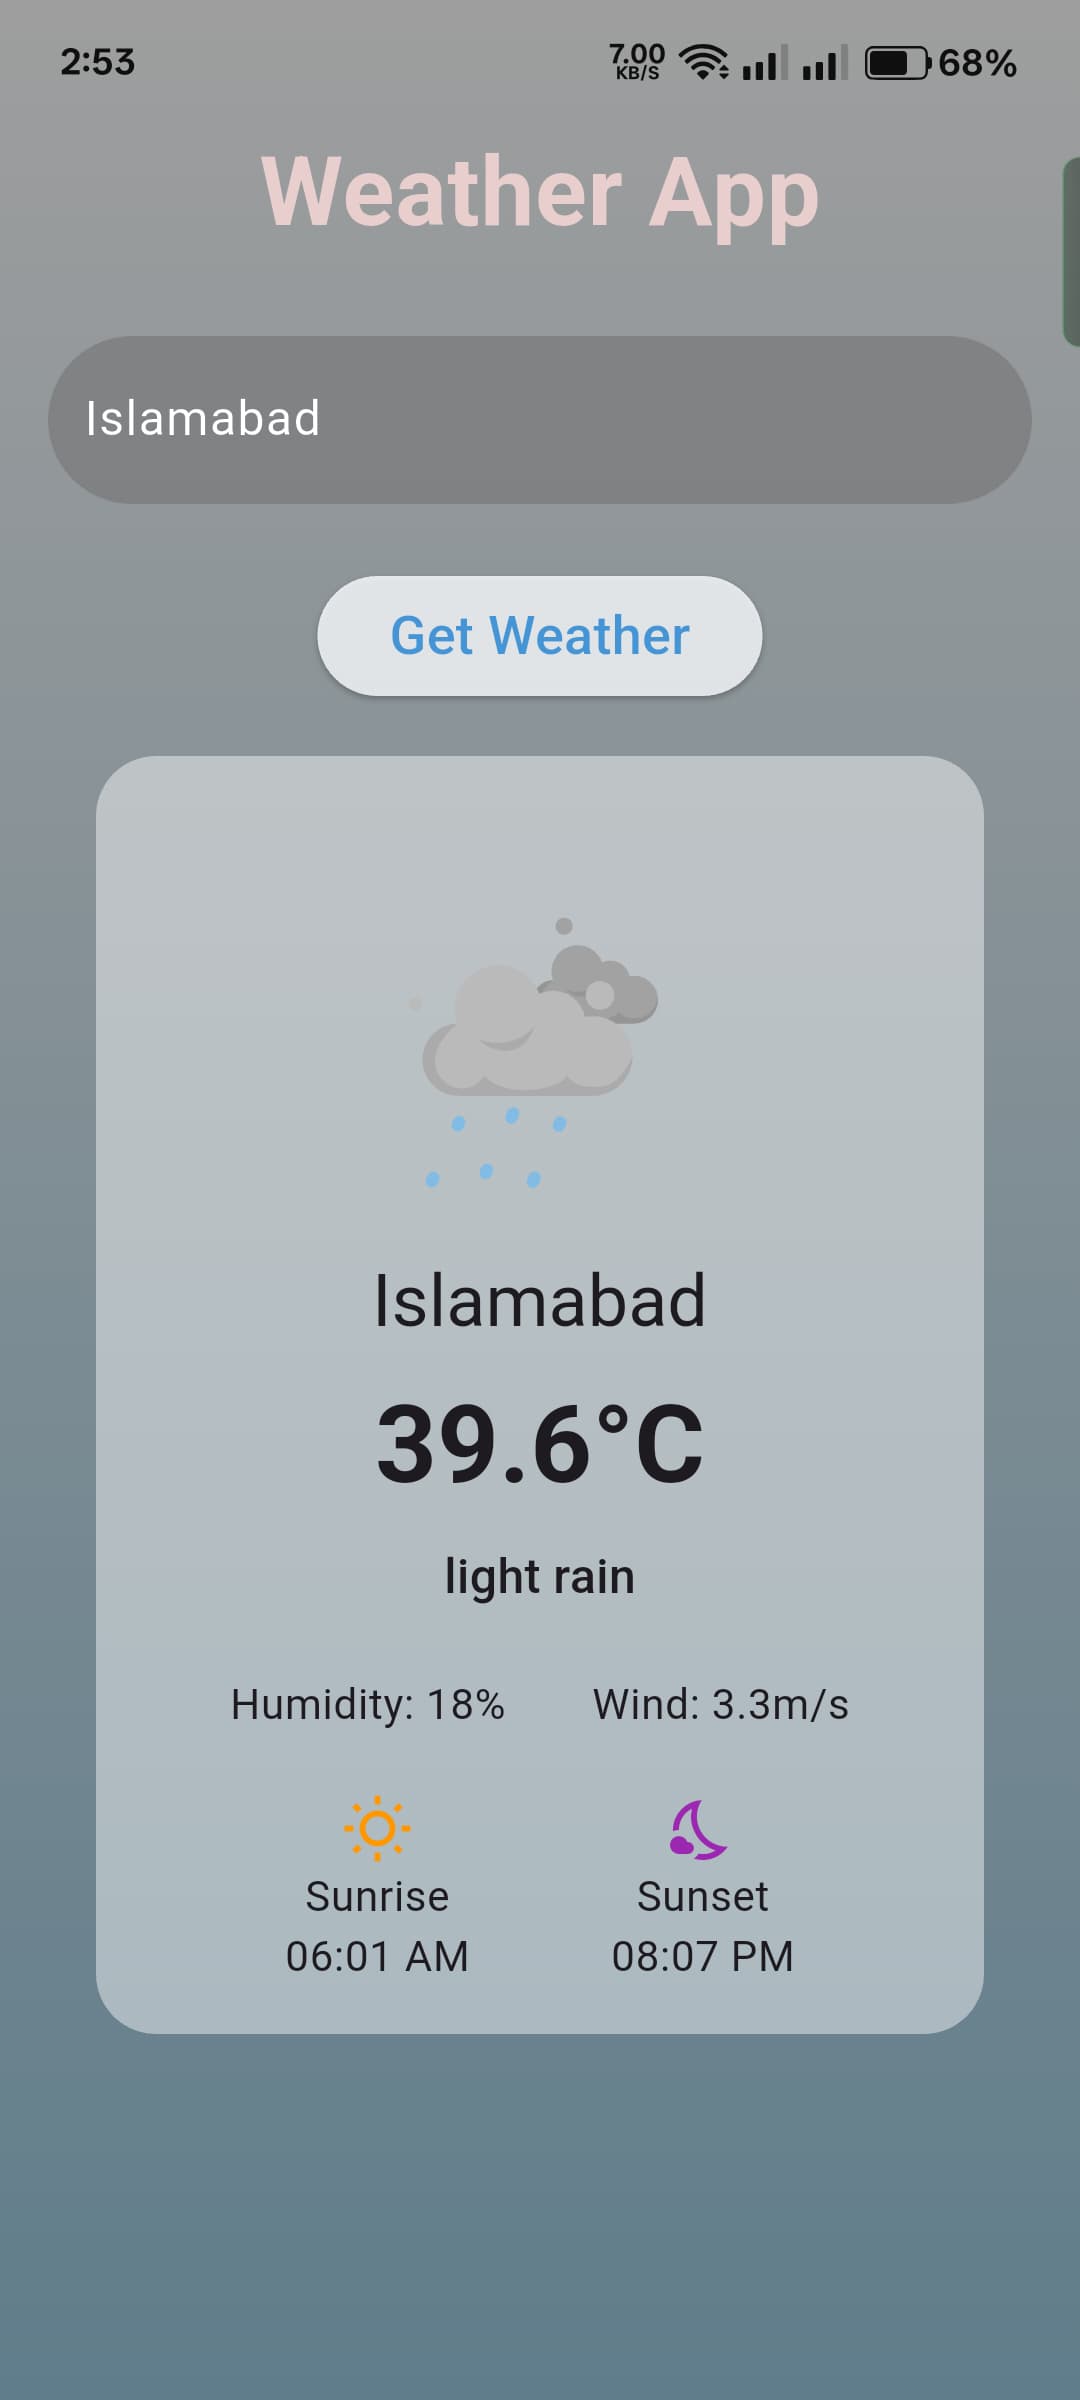 2:53 7.00 KB/S 68%
Weather App
Islamabad
Get Weather
Islamabad
39.6°C
light rain
Humidity: 18% Wind: 3.3m/s
Sunrise Sunset
06:01 AM 08:07 PM